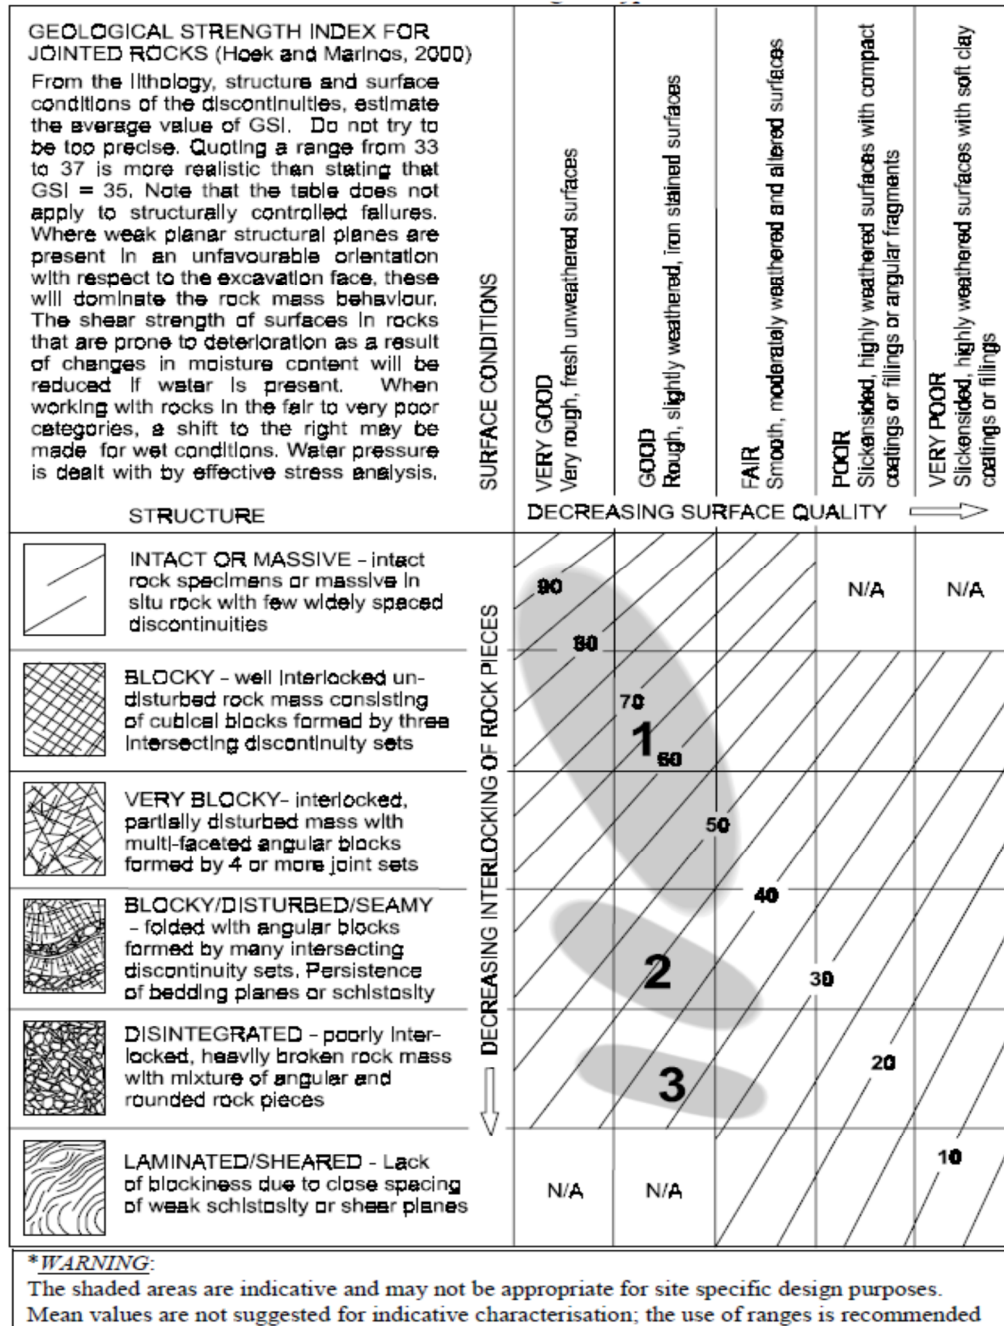 GEOLOGICAL STRENGTH INDEX FOR
JOINTED ROCKS (Hoek and Marinos, 2000)
From the lithology, structure and surface
conditions of the discontinuities, estimate
the average value of GSI. Do not try to
be too precise. Quoting a range from 33
to 37 is more realistic than stating that
GSI = 35. Note that the table does not
apply to structurally controlled failures.
Where weak planar structural planes are
present in an unfavourable orientation
with respect to the excavation face, these
will dominate the rock mass behaviour.
The shear strength of surfaces in rocks
that are prone to deterioration as a result
of changes in moisture content will be
reduced if water is present. When
working with rocks in the fair to very poor
categories, a shift to the right may be
made for wet conditions. Water pressure
is dealt with by effective stress analysis.
STRUCTURE
SURFACE CONDITIONS
VERY GOOD
Very rough, fresh unweathered surfaces
GOOD
Rough, slightly weathered, iron stained surfaces
FAIR
Smooth, moderately weathered and altered surfaces
POOR
Slickensided, highly weathered surfaces with compact
coatings or fillings or angular fragments
VERY POOR
Slickensided, highly weathered surfaces with soft clay
coatings or fillings
DECREASING SURFACE QUALITY
DECREASING INTERLOCKING OF ROCK PIECES
INTACT OR MASSIVE - intact
rock specimens or massive in
situ rock with few widely spaced
discontinuities
90
N/A
N/A
80
BLOCKY - well interlocked un-
disturbed rock mass consisting
of cubical blocks formed by three
intersecting discontinuity sets
70
1
60
VERY BLOCKY- interlocked,
partially disturbed mass with
multi-faceted angular blocks
formed by 4 or more joint sets
50
40
BLOCKY/DISTURBED/SEAMY
- folded with angular blocks
formed by many intersecting
discontinuity sets. Persistence
of bedding planes or schistosity
2
30
DISINTEGRATED - poorly inter-
locked, heavily broken rock mass
with mixture of angular and
rounded rock pieces
3
20
LAMINATED/SHEARED - Lack
of blockiness due to close spacing
of weak schistosity or shear planes
N/A
N/A
10
*WARNING:
The shaded areas are indicative and may not be appropriate for site specific design purposes.
Mean values are not suggested for indicative characterisation; the use of ranges is recommended